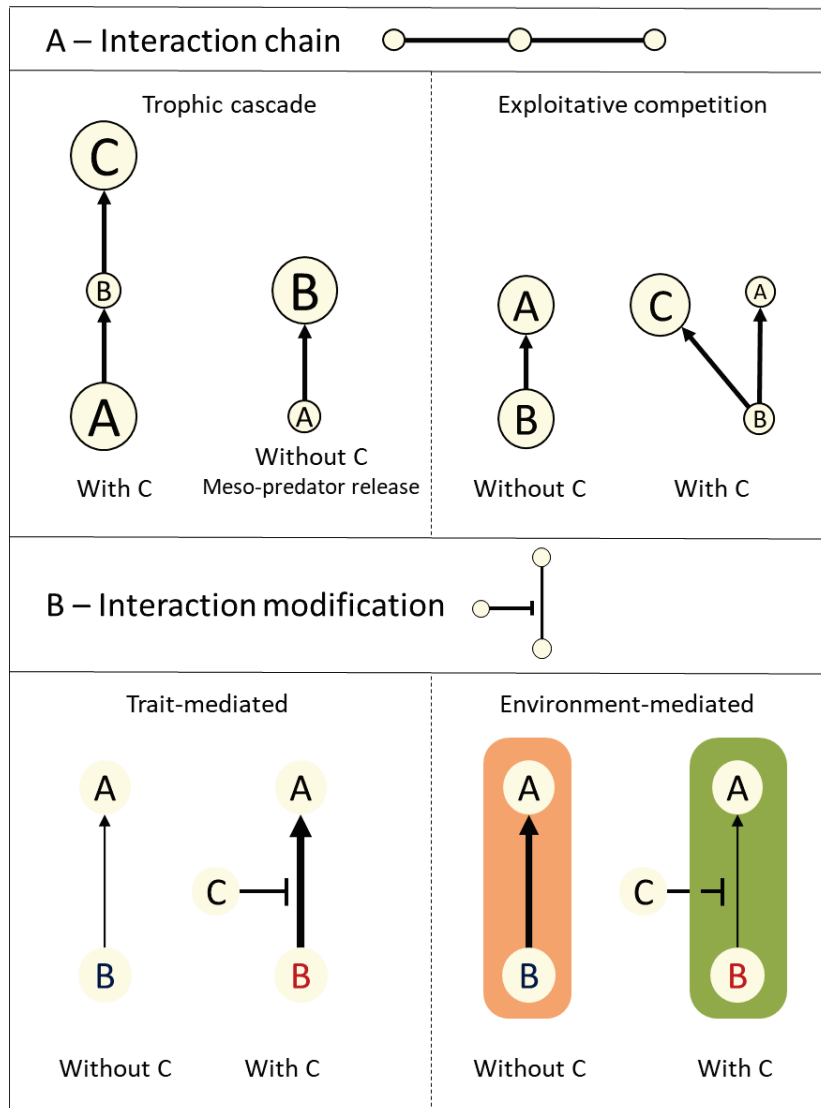 A – Interaction chain
Trophic cascade
C
B
A
With C
B
A
Without C
Meso-predator release
Exploitative competition
A
B
Without C
C
A
B
With C
B – Interaction modification
Trait-mediated
A
B
Without C
A
C
B
With C
Environment-mediated
A
B
Without C
A
C
B
With C